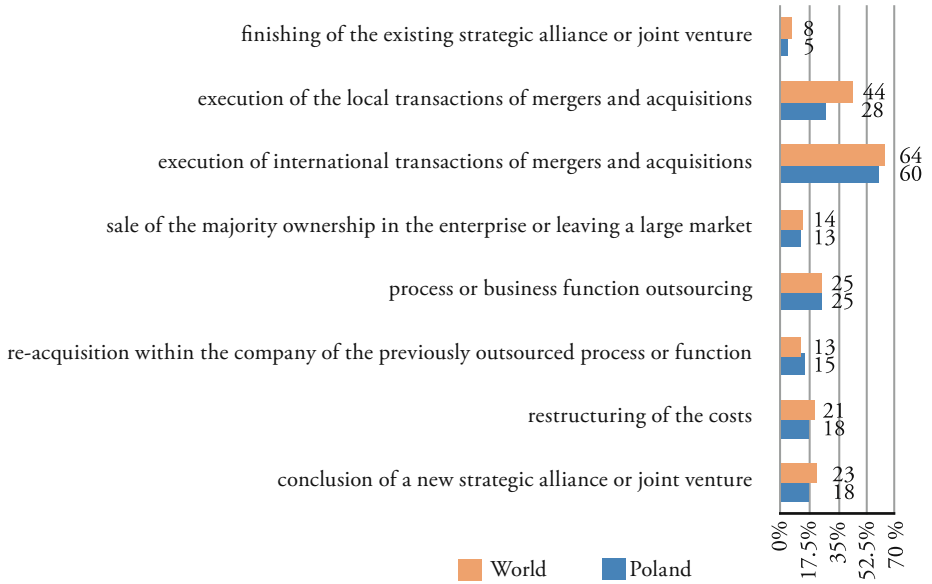 finishing of the existing strategic alliance or joint venture
8
5
execution of the local transactions of mergers and acquisitions
44
28
execution of international transactions of mergers and acquisitions
64
60
sale of the majority ownership in the enterprise or leaving a large market
14
13
process or business function outsourcing
25
25
re-acquisition within the company of the previously outsourced process or function
13
15
restructuring of the costs
21
18
conclusion of a new strategic alliance or joint venture
23
18
0%
17.5%
35%
52.5%
70 %
World
Poland